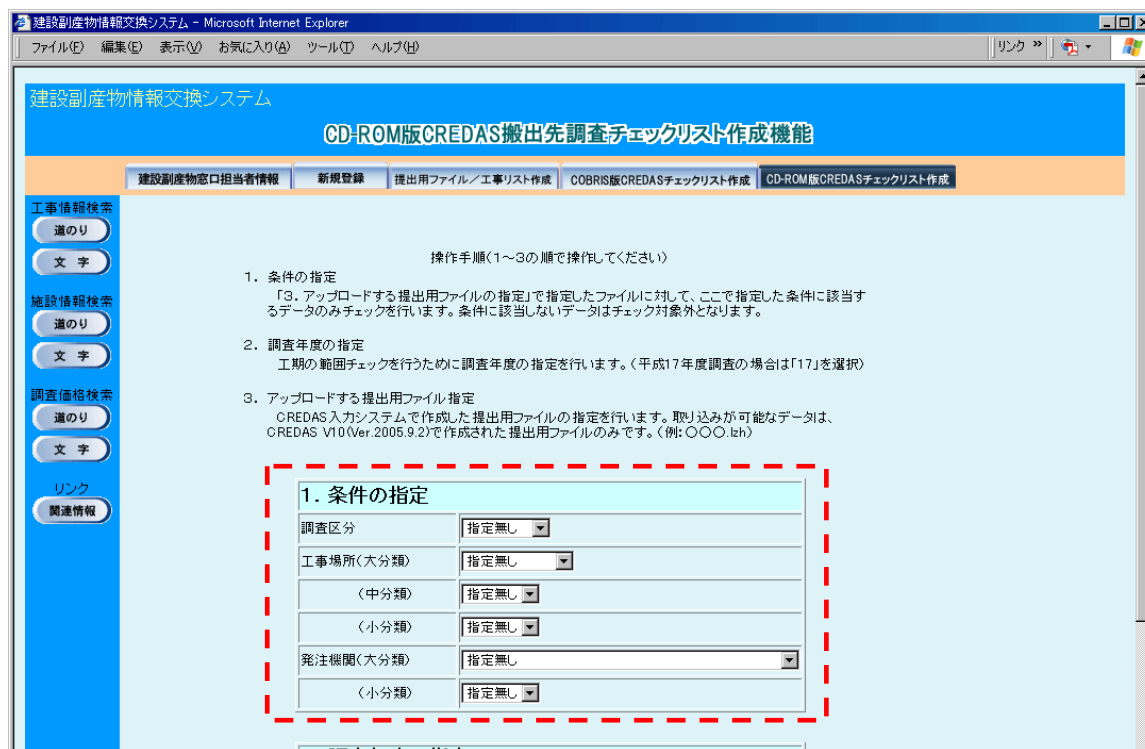 建設副産物情報交換システム - Microsoft Internet Explorer
ファイル(F) 編集(E) 表示(V) お気に入り(A) ツール(T) ヘルプ(H)
リンク »
建設副産物情報交換システム
CD-ROM版CREDAS搬出先調査チェックリスト作成機能
建設副産物窓口担当者情報 新規登録 提出用ファイル/工事リスト作成 COBRIS版CREDASチェックリスト作成 CD-ROM版CREDASチェックリスト作成
工事情報検索
道のり
文 字
施設情報検索
道のり
文 字
調査価格検索
道のり
文 字
リンク
関連情報
操作手順(1~3の順で操作してください)
1. 条件の指定
「3. アップロードする提出用ファイルの指定」で指定したファイルに対して、ここで指定した条件に該当す
るデータのみチェックを行います。条件に該当しないデータはチェック対象外となります。
2. 調査年度の指定
工期の範囲チェックを行うために調査年度の指定を行います。(平成17年度調査の場合は「17」を選択)
3. アップロードする提出用ファイル指定
CREDAS入力システムで作成した提出用ファイルの指定を行います。取り込みが可能なデータは、
CREDAS V10(Ver.2005.9.2)で作成された提出用ファイルのみです。(例:○○○.lzh)
1. 条件の指定
調査区分 指定無し
工事場所(大分類) 指定無し
(中分類) 指定無し
(小分類) 指定無し
発注機関(大分類) 指定無し
(小分類) 指定無し